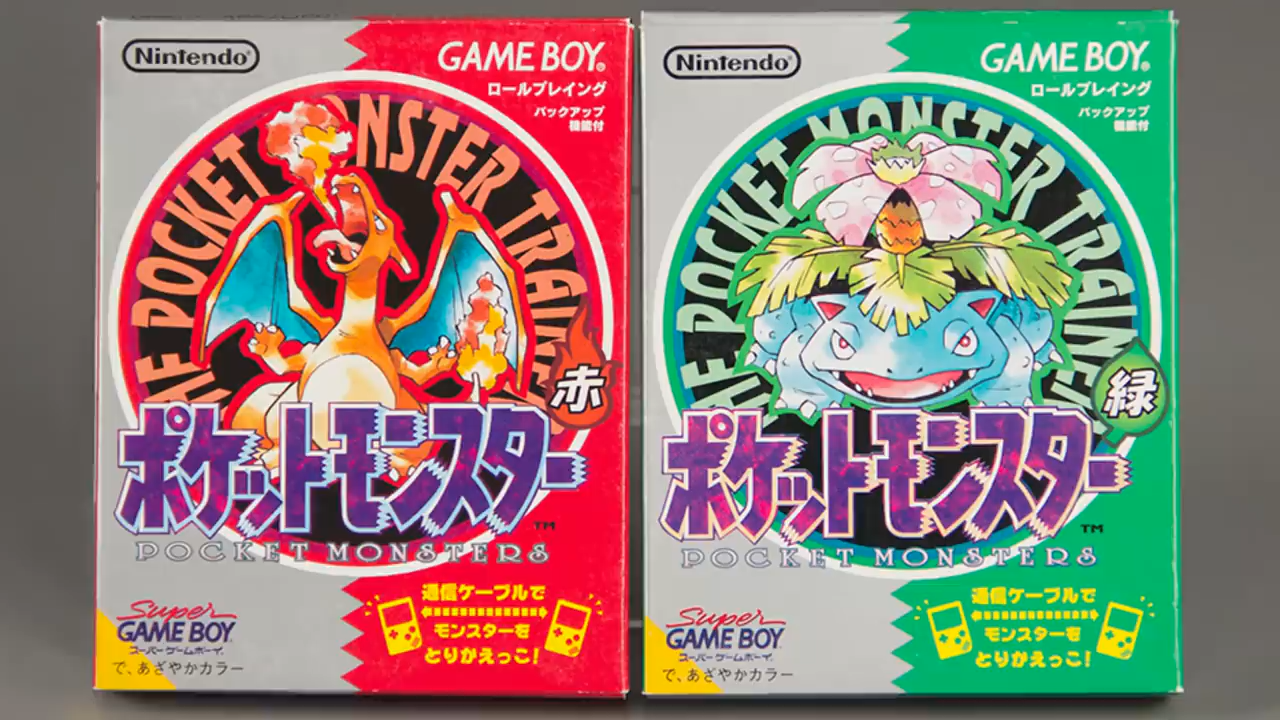 Nintendo®
GAME BOY®
ロールプレイング
バックアップ
機能付
POCKET MONSTER TRAINE
赤
ポケットモンスター™
POCKET MONSTERS
通信ケーブルで
モンスターを
とりかえっこ!
Super
GAME BOY
スーパーゲームボーイ
で、あざやかカラー
Nintendo®
GAME BOY®
ロールプレイング
バックアップ
機能付
POCKET MONSTER TRAINE
緑
ポケットモンスター™
POCKET MONSTERS
通信ケーブルで
モンスターを
とりかえっこ!
Super
GAME BOY
スーパーゲームボーイ
で、あざやかカラー